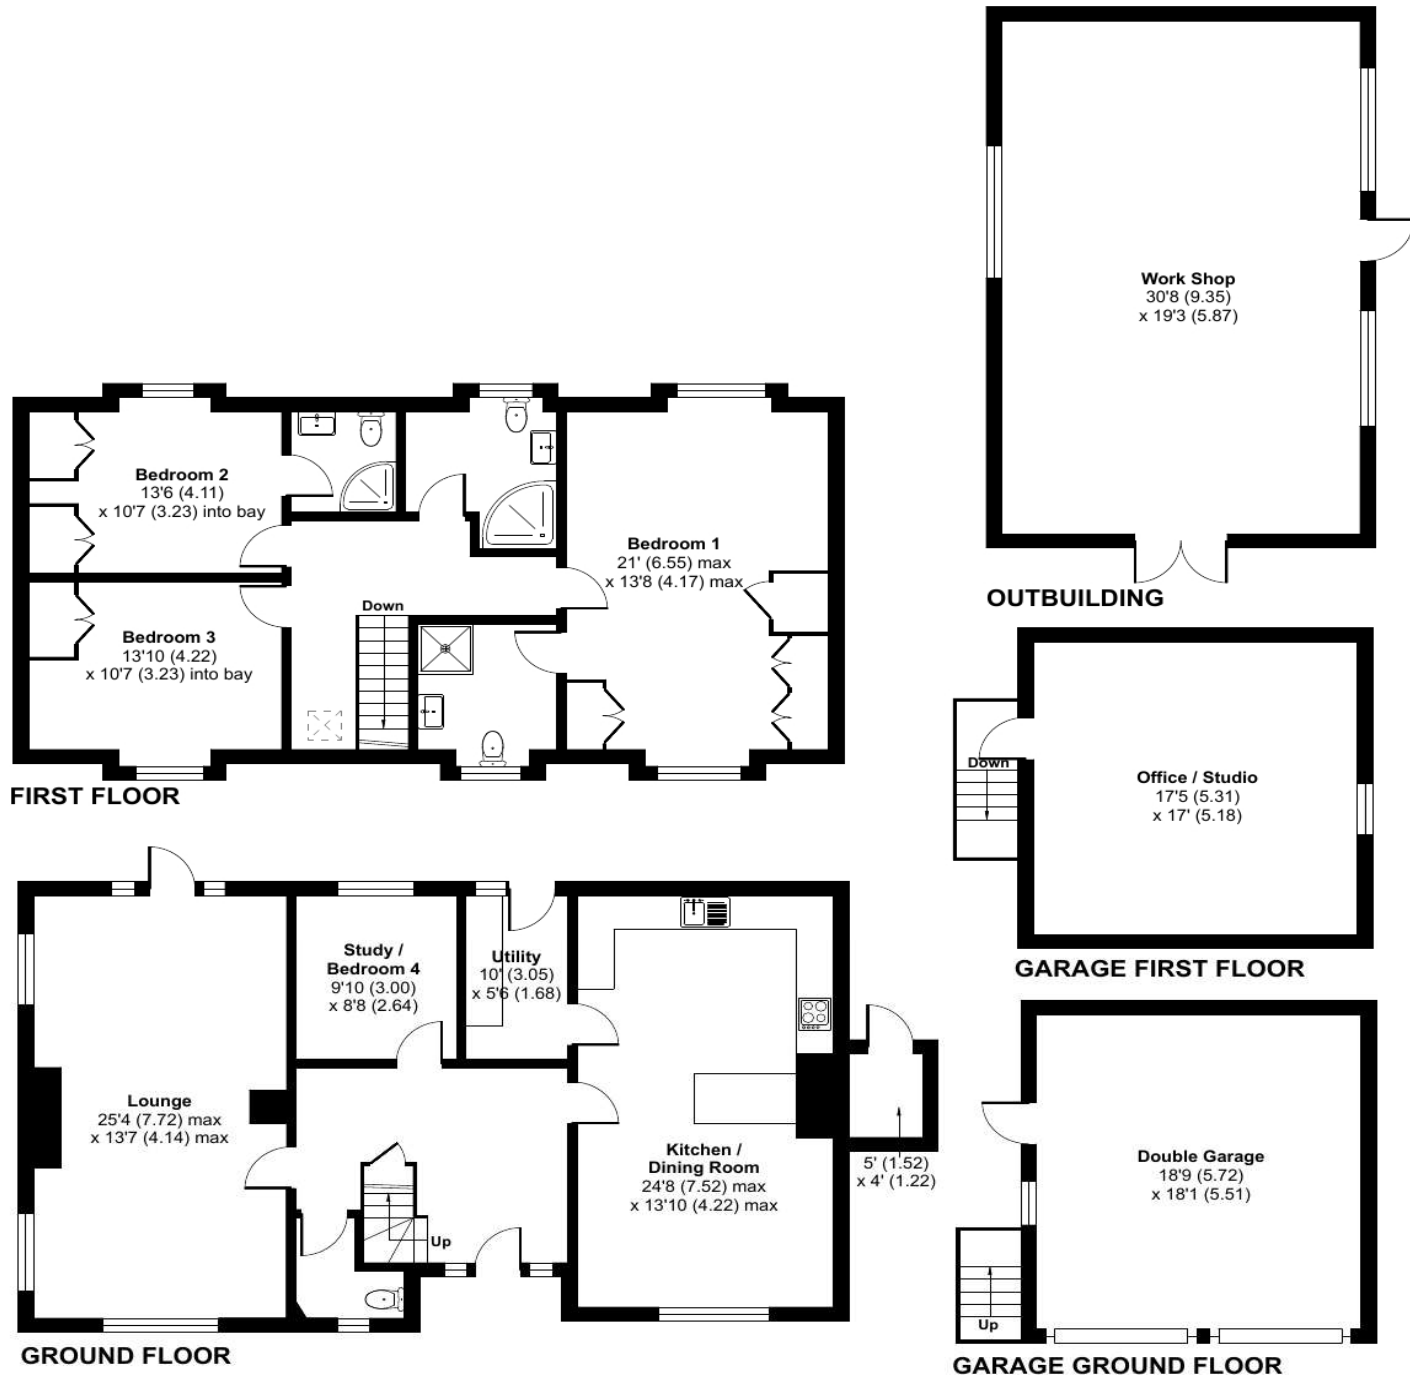 Work Shop
30'8 (9.35)
x 19'3 (5.87)
OUTBUILDING
Bedroom 2
13'6 (4.11)
x 10'7 (3.23) into bay
Bedroom 1
21' (6.55) max
x 13'8 (4.17) max
Down
Bedroom 3
13'10 (4.22)
x 10'7 (3.23) into bay
FIRST FLOOR
Down
Office / Studio
17'5 (5.31)
x 17' (5.18)
GARAGE FIRST FLOOR
Study /
Bedroom 4
9'10 (3.00)
x 8'8 (2.64)
Utility
10' (3.05)
x 5'6 (1.68)
Lounge
25'4 (7.72) max
x 13'7 (4.14) max
Kitchen /
Dining Room
24'8 (7.52) max
x 13'10 (4.22) max
5' (1.52)
x 4' (1.22)
Up
GROUND FLOOR
Double Garage
18'9 (5.72)
x 18'1 (5.51)
Up
GARAGE GROUND FLOOR